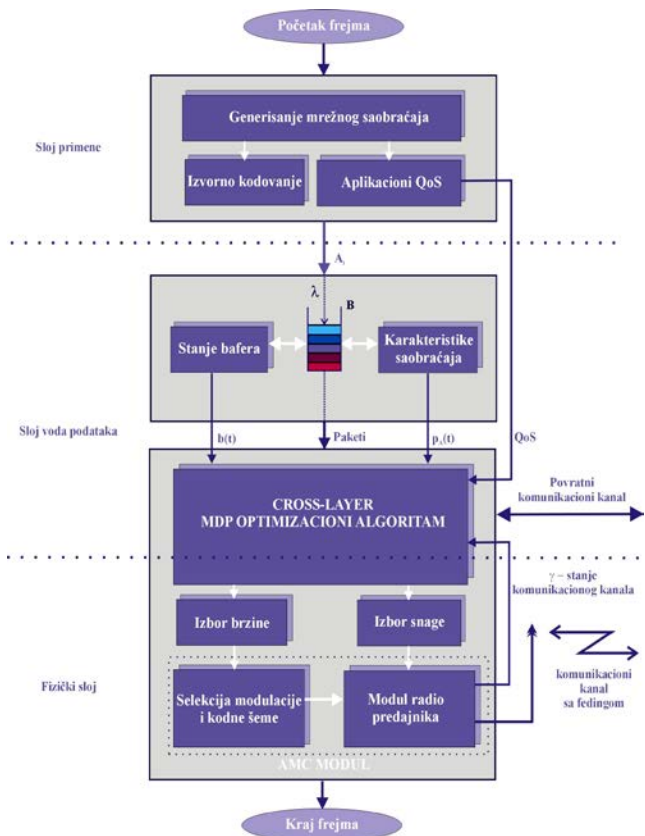 Početak frejma
Generisanje mrežnog saobraćaja
Sloj primene
Izvorno kodovanje
Aplikacioni QoS
A
λ
B
Stanje bafera
Karakteristike
saobraćaja
Sloj voda podataka
b(t)
Paketi
QoS
CROSS-LAYER
MDP OPTIMIZACIONI ALGORITAM
Povratni
komunikacioni kanal
γ – stanje
komunikacionog kanala
Izbor brzine
Izbor snage
Fizički sloj
Selekcija modulacije
i kodne šeme
Modul radio
predajnika
komunikacioni
kanal
sa fedingom
AMC MODUL
Kraj frejma